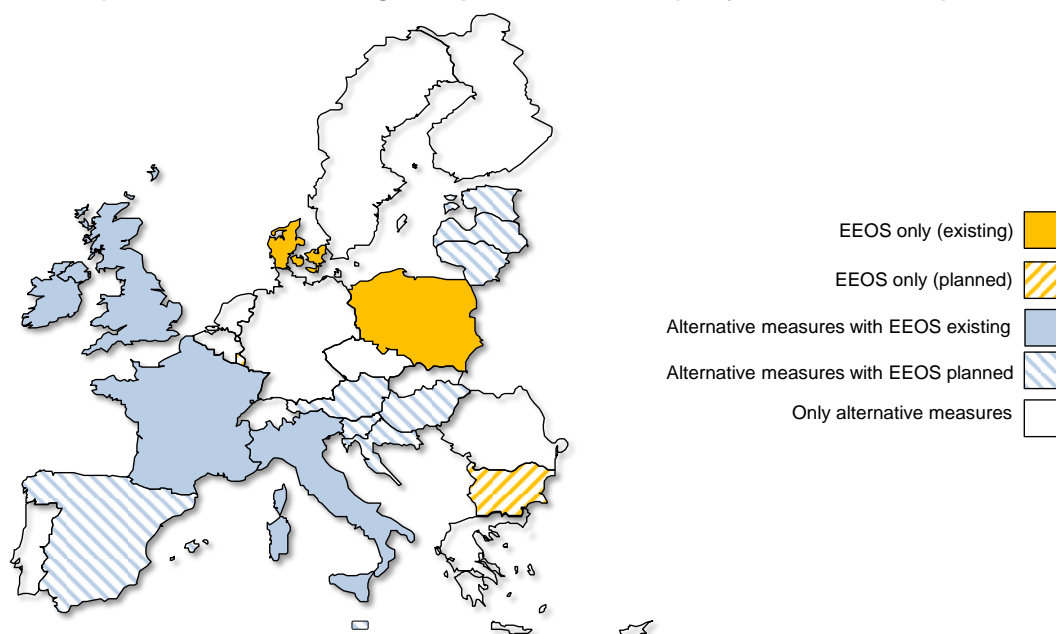 EEOS only (existing)
EEOS only (planned)
Alternative measures with EEOS existing
Alternative measures with EEOS planned
Only alternative measures